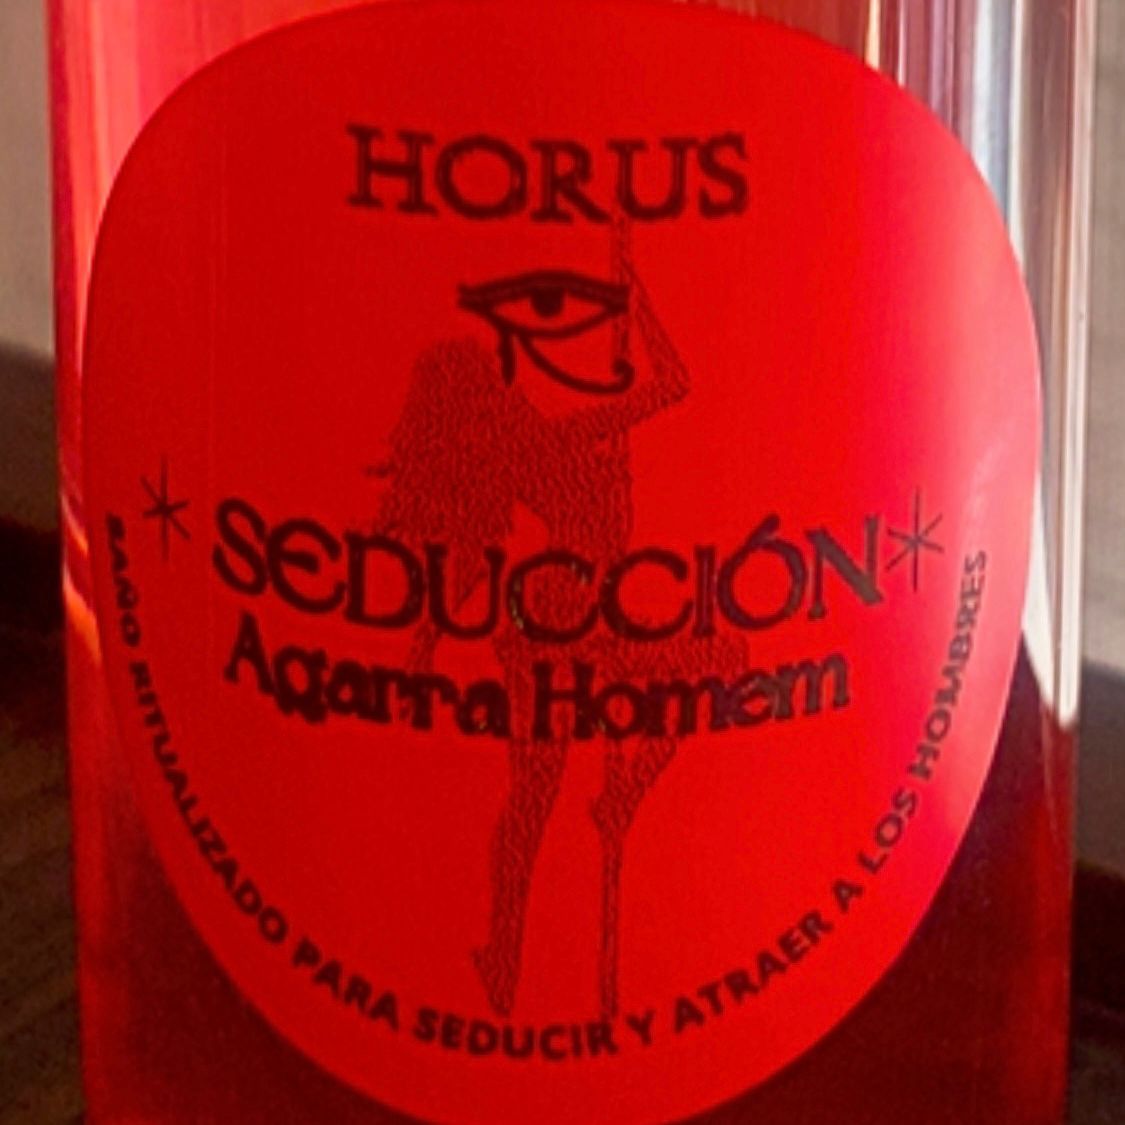 HORUS
SEDUCCIÓN
Agarra Homem
BAÑO RITUALIZADO PARA SEDUCIR Y ATRAER A LOS HOMBRES